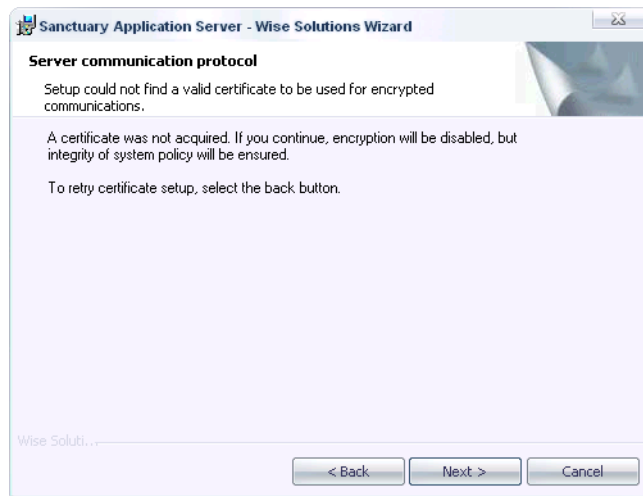 Sanctuary Application Server - Wise Solutions Wizard
Server communication protocol
Setup could not find a valid certificate to be used for encrypted
communications.
A certificate was not acquired. If you continue, encryption will be disabled, but
integrity of system policy will be ensured.
To retry certificate setup, select the back button.
Wise Soluti...
< Back Next > Cancel